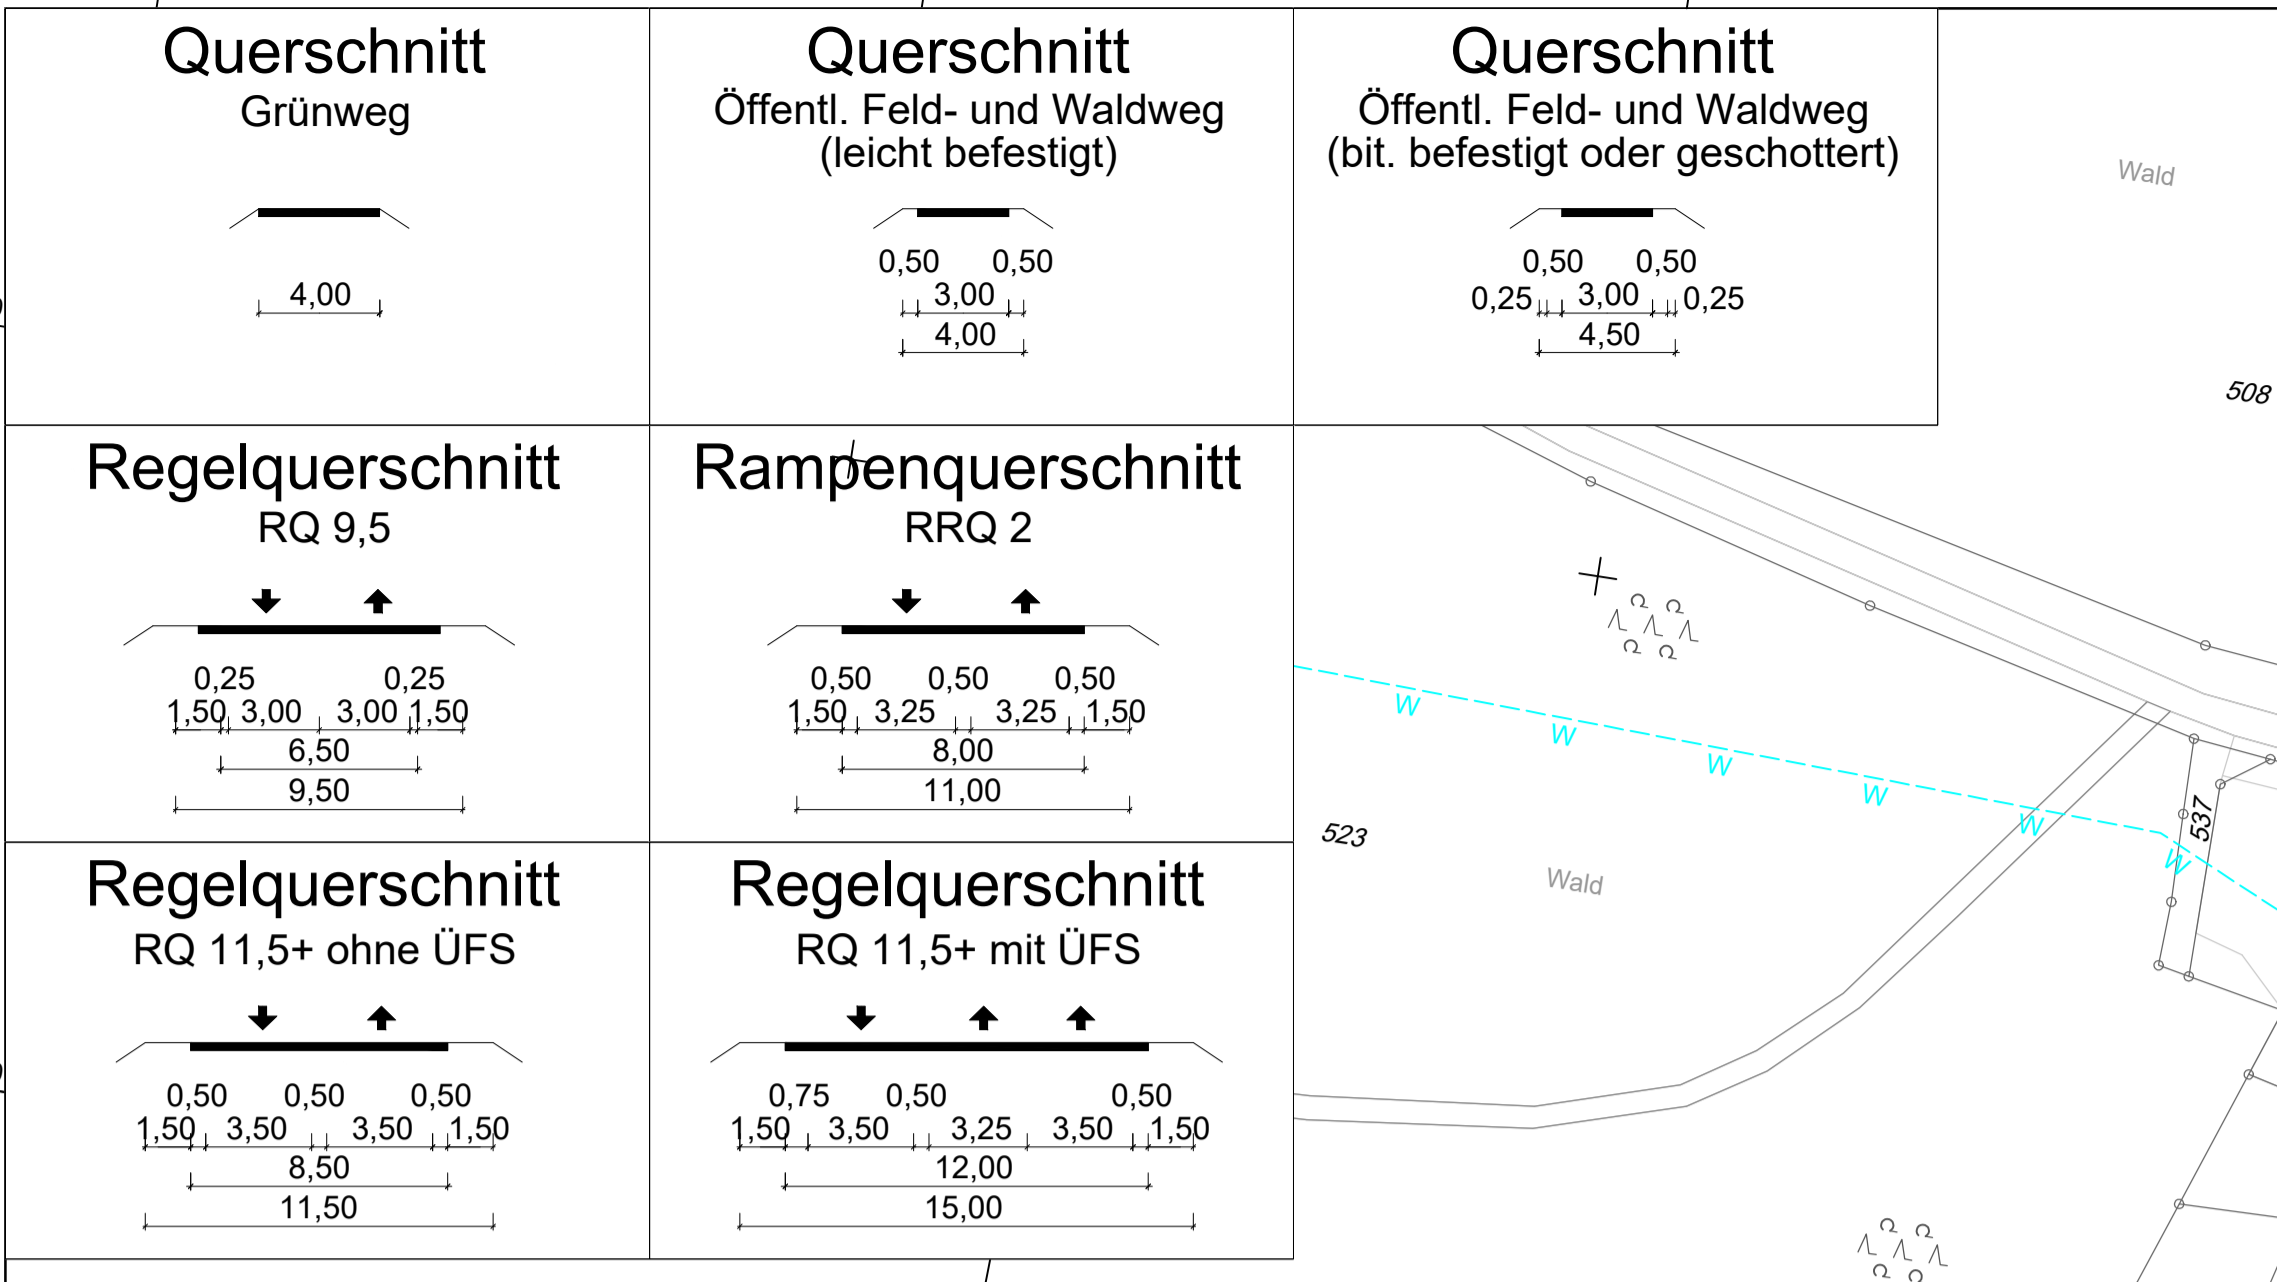 Querschnitt
Grünweg
4,00
Querschnitt
Öffentl. Feld- und Waldweg
(leicht befestigt)
0,50 0,50
3,00
4,00
Querschnitt
Öffentl. Feld- und Waldweg
(bit. befestigt oder geschottert)
0,50 0,50
0,25 3,00 0,25
4,50
Regelquerschnitt
RQ 9,5
0,25 0,25
1,50 3,00 3,00 1,50
6,50
9,50
Rampenquerschnitt
RRQ 2
0,50 0,50 0,50
1,50 3,25 3,25 1,50
8,00
11,00
Regelquerschnitt
RQ 11,5+ ohne ÜFS
0,50 0,50 0,50
1,50 3,50 3,50 1,50
8,50
11,50
Regelquerschnitt
RQ 11,5+ mit ÜFS
0,75 0,50 0,50
1,50 3,50 3,25 3,50 1,50
12,00
15,00
Wald
508
W
W
W
W
W
W
537
523
Wald